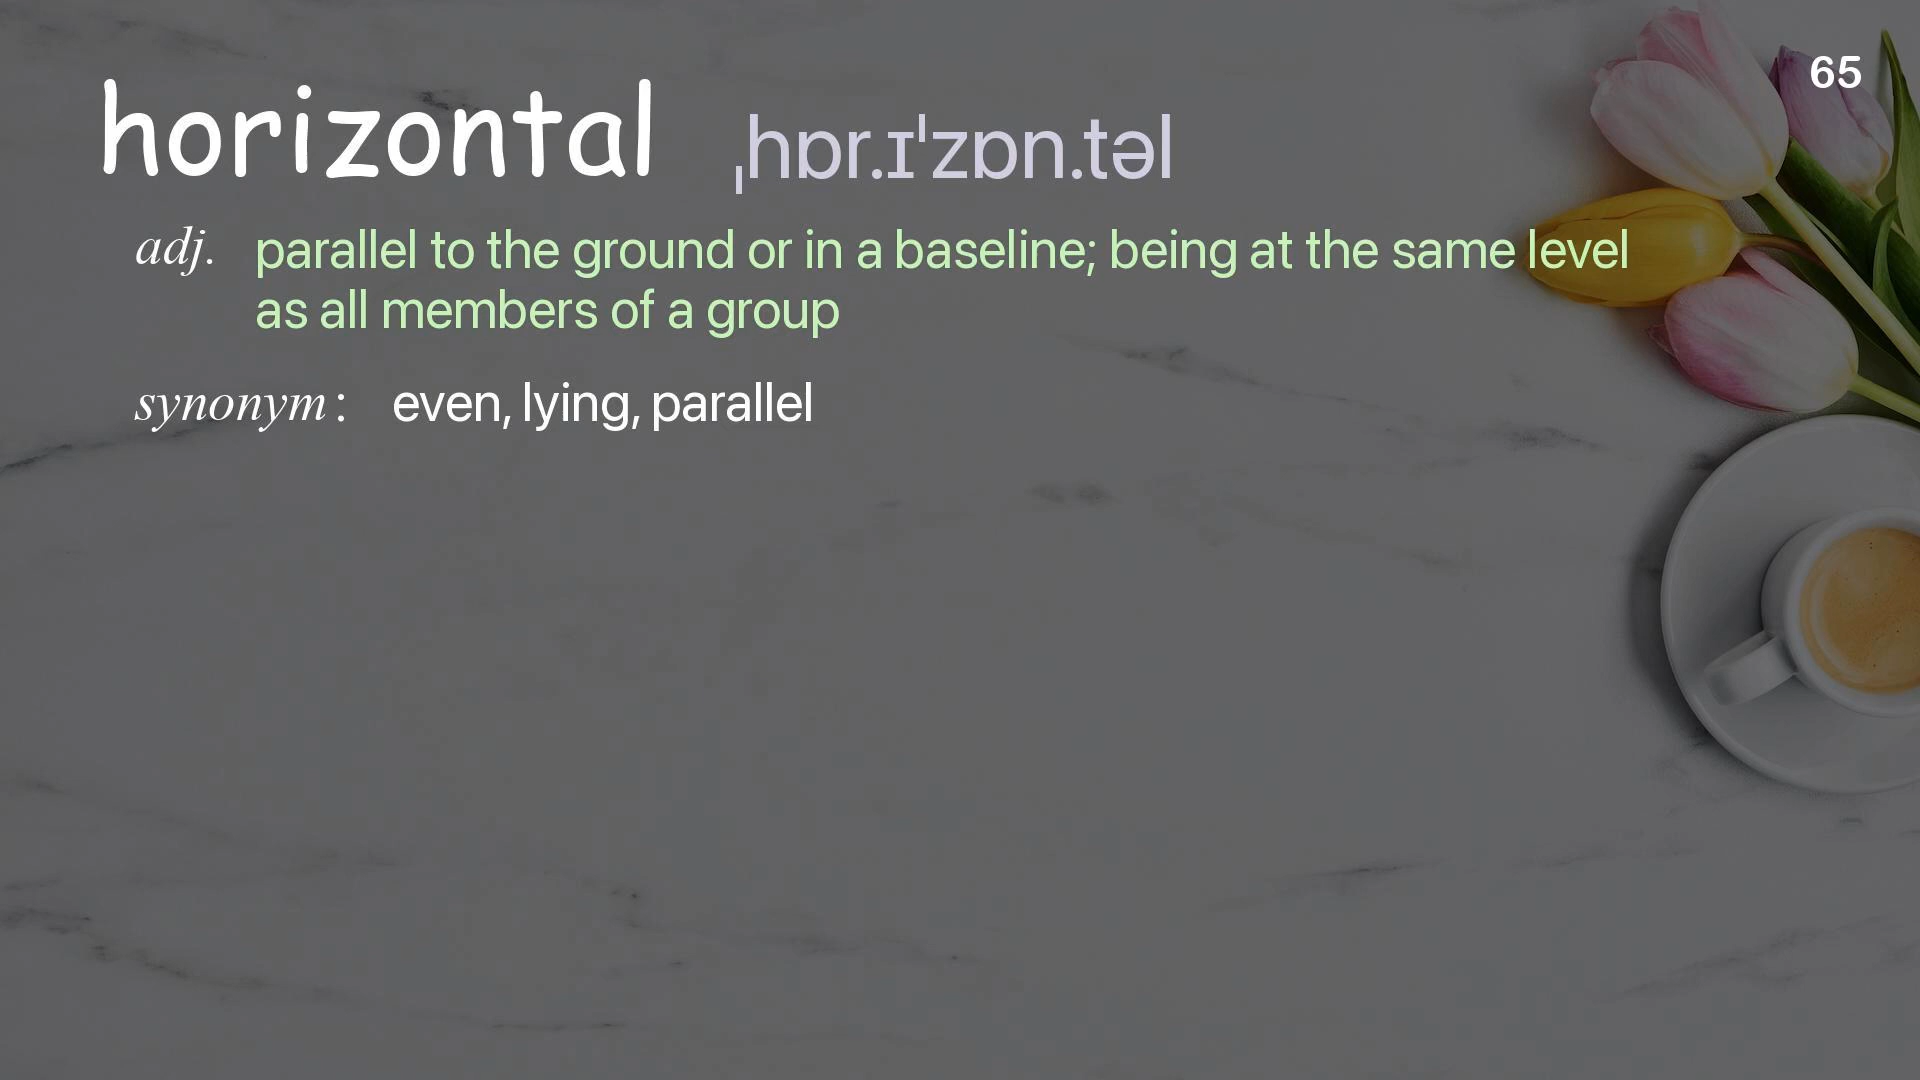 65
horizontal ˌhɒr.ɪˈzɒn.təl
adj. parallel to the ground or in a baseline; being at the same level
as all members of a group
synonym: even, lying, parallel